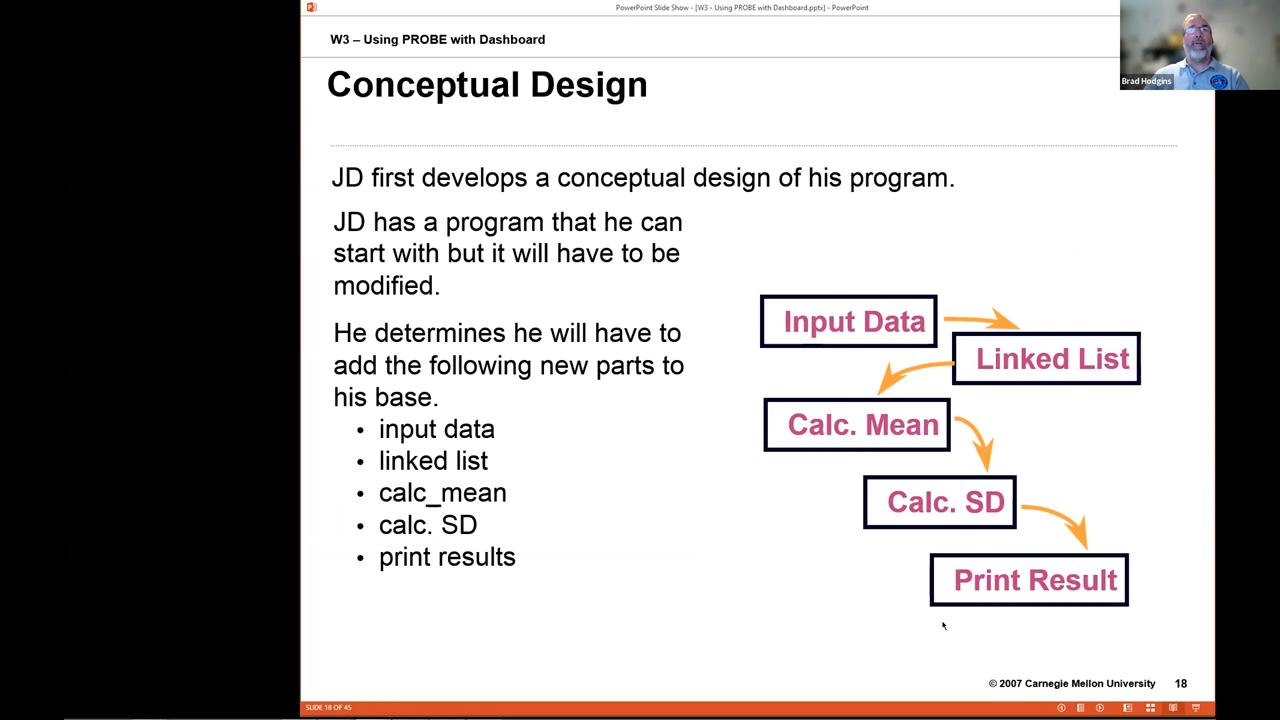 PowerPoint Slide Show - [W3 - Using PROBE with Dashboard.pptx] - PowerPoint
W3 – Using PROBE with Dashboard
Brad Hodgins
Conceptual Design
JD first develops a conceptual design of his program.
JD has a program that he can
start with but it will have to be
modified.
He determines he will have to
add the following new parts to
his base.
• input data
• linked list
• calc_mean
• calc. SD
• print results
Input Data
Linked List
Calc. Mean
Calc. SD
Print Result
© 2007 Carnegie Mellon University 18
SLIDE 18 OF 45